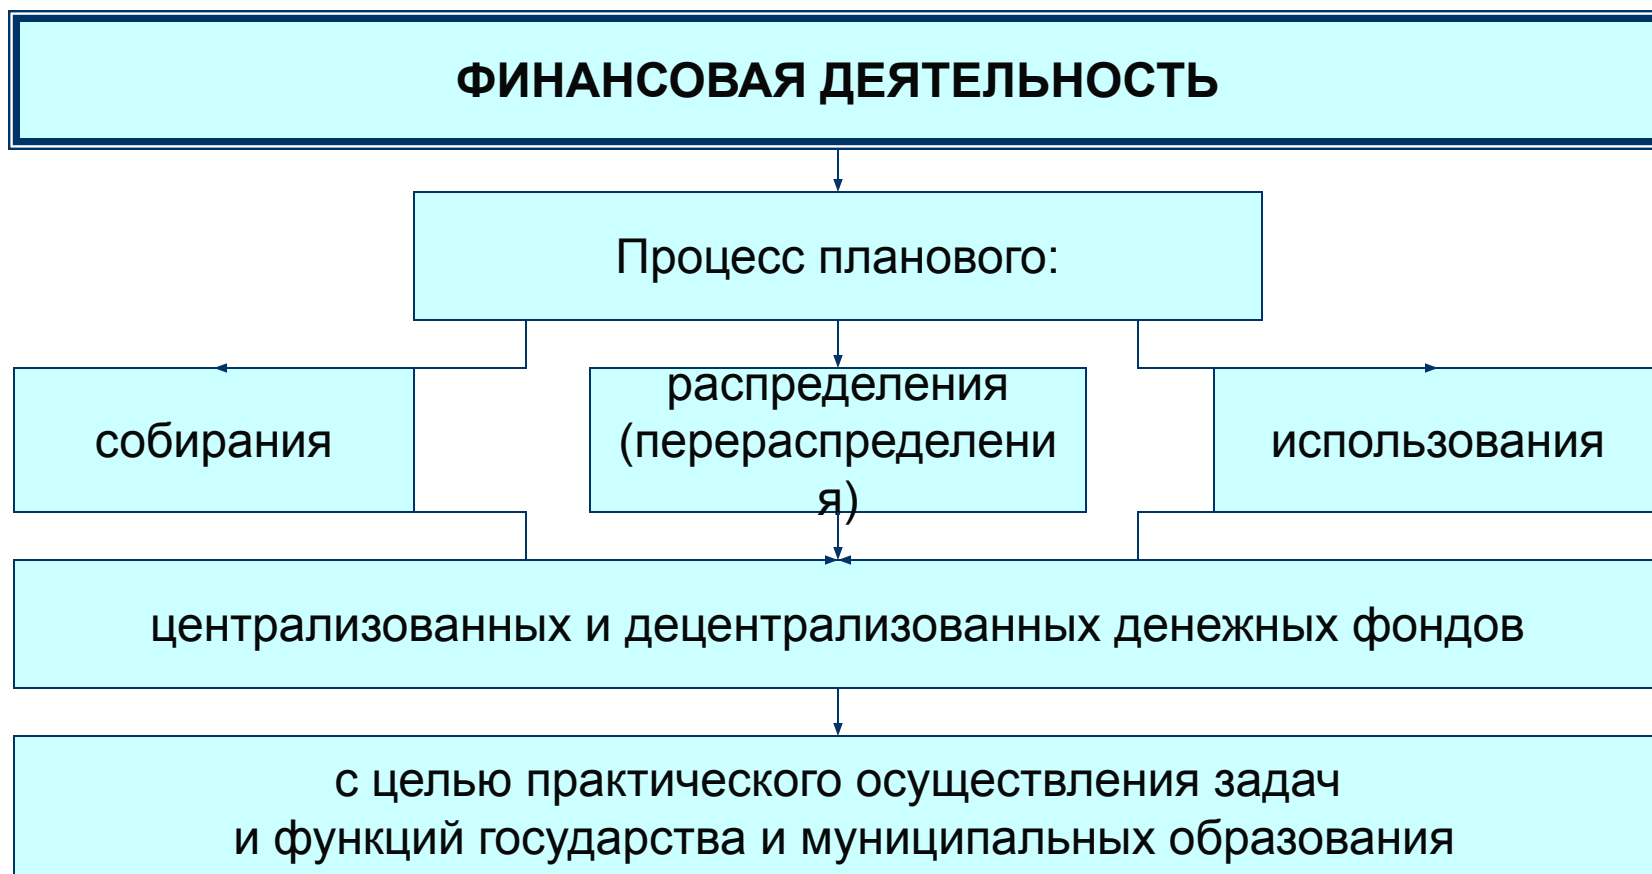 ФИНАНСОВАЯ ДЕЯТЕЛЬНОСТЬ
Процесс планового:
собирания
распределения
(перераспределени
я)
использования
централизованных и децентрализованных денежных фондов
с целью практического осуществления задач
и функций государства и муниципальных образования